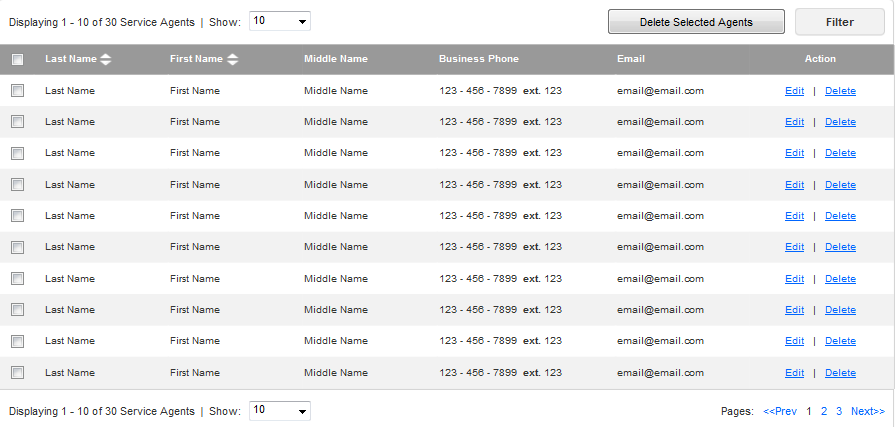 Displaying 1 - 10 of 30 Service Agents | Show: 10 Delete Selected Agents Filter
Last Name First Name Middle Name Business Phone Email Action
Last Name First Name Middle Name 123 - 456 - 7899 ext. 123 email@email.com Edit | Delete
Last Name First Name Middle Name 123 - 456 - 7899 ext. 123 email@email.com Edit | Delete
Last Name First Name Middle Name 123 - 456 - 7899 ext. 123 email@email.com Edit | Delete
Last Name First Name Middle Name 123 - 456 - 7899 ext. 123 email@email.com Edit | Delete
Last Name First Name Middle Name 123 - 456 - 7899 ext. 123 email@email.com Edit | Delete
Last Name First Name Middle Name 123 - 456 - 7899 ext. 123 email@email.com Edit | Delete
Last Name First Name Middle Name 123 - 456 - 7899 ext. 123 email@email.com Edit | Delete
Last Name First Name Middle Name 123 - 456 - 7899 ext. 123 email@email.com Edit | Delete
Last Name First Name Middle Name 123 - 456 - 7899 ext. 123 email@email.com Edit | Delete
Last Name First Name Middle Name 123 - 456 - 7899 ext. 123 email@email.com Edit | Delete
Displaying 1 - 10 of 30 Service Agents | Show: 10 Pages: <<Prev 1 2 3 Next>>